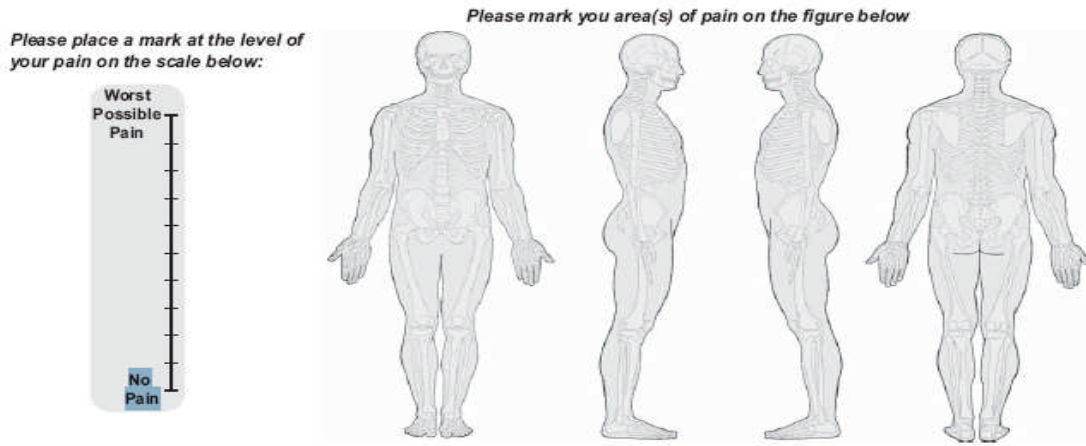 Please mark you area(s) of pain on the figure below
Please place a mark at the level of
your pain on the scale below:
Worst
Possible
Pain
No
Pain